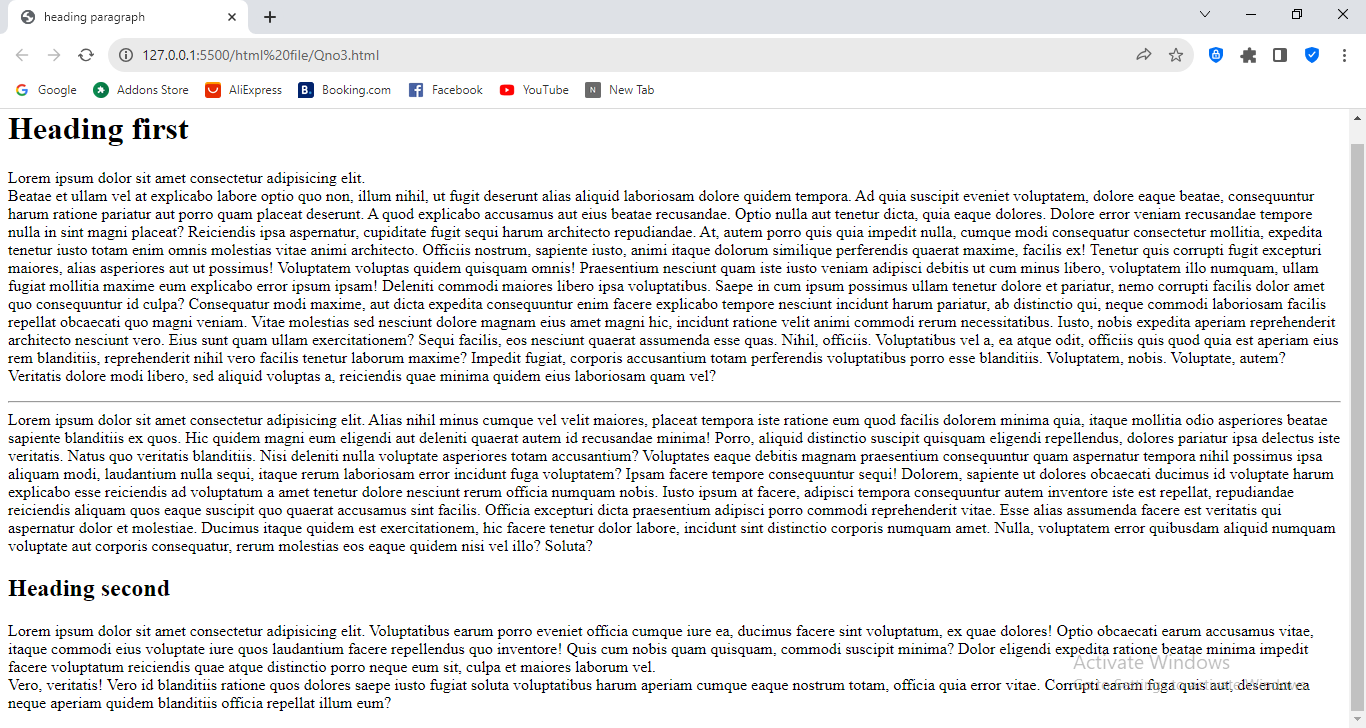 heading paragraph
127.0.0.1:5500/html%20file/Qno3.html
Google Addons Store AliExpress B. Booking.com Facebook YouTube N New Tab
Heading first
Lorem ipsum dolor sit amet consectetur adipisicing elit.
Beatae et ullam vel at explicabo labore optio quo non, illum nihil, ut fugit deserunt alias aliquid laboriosam dolore quidem tempora. Ad quia suscipit eveniet voluptatem, dolore eaque beatae, consequuntur
harum ratione pariatur aut porro quam placeat deserunt. A quod explicabo accusamus aut eius beatae recusandae. Optio nulla aut tenetur dicta, quia eaque dolores. Dolore error veniam recusandae tempore
nulla in sint magni placeat? Reiciendis ipsa aspernatur, cupiditate fugit sequi harum architecto repudiandae. At, autem porro quis quia impedit nulla, cumque modi consequatur consectetur mollitia, expedita
tenetur iusto totam enim omnis molestias vitae animi architecto. Officiis nostrum, sapiente iusto, animi itaque dolorum similique perferendis quaerat maxime, facilis ex! Tenetur quis corrupti fugit excepturi
maiores, alias asperiores aut ut possimus! Voluptatem voluptas quidem quisquam omnis! Praesentium nesciunt quam iste iusto veniam adipisci debitis ut cum minus libero, voluptatem illo numquam, ullam
fugiat mollitia maxime eum explicabo error ipsum ipsam! Deleniti commodi maiores libero ipsa voluptatibus. Saepe in cum ipsum possimus ullam tenetur dolore et pariatur, nemo corrupti facilis dolor amet
quo consequuntur id culpa? Consequatur modi maxime, aut dicta expedita consequuntur enim facere explicabo tempore nesciunt incidunt harum pariatur, ab distinctio qui, neque commodi laboriosam facilis
repellat obcaecati quo magni veniam. Vitae molestias sed nesciunt dolore magnam eius amet magni hic, incidunt ratione velit animi commodi rerum necessitatibus. Iusto, nobis expedita aperiam reprehenderit
architecto nesciunt vero. Eius sunt quam ullam exercitationem? Sequi facilis, eos nesciunt quaerat assumenda esse quas. Nihil, officiis. Voluptatibus vel a, ea atque odit, officiis quis quod quia est aperiam eius
rem blanditiis, reprehenderit nihil vero facilis tenetur laborum maxime? Impedit fugiat, corporis accusantium totam perferendis voluptatibus porro esse blanditiis. Voluptatem, nobis. Voluptate, autem?
Veritatis dolore modi libero, sed aliquid voluptas a, reiciendis quae minima quidem eius laboriosam quam vel?
Lorem ipsum dolor sit amet consectetur adipisicing elit. Alias nihil minus cumque vel velit maiores, placeat tempora iste ratione eum quod facilis dolorem minima quia, itaque mollitia odio asperiores beatae
sapiente blanditiis ex quos. Hic quidem magni eum eligendi aut deleniti quaerat autem id recusandae minima! Porro, aliquid distinctio suscipit quisquam eligendi repellendus, dolores pariatur ipsa delectus iste
veritatis. Natus quo veritatis blanditiis. Nisi deleniti nulla voluptate asperiores totam accusantium? Voluptates eaque debitis magnam praesentium consequuntur quam aspernatur tempora nihil possimus ipsa
aliquam modi, laudantium nulla sequi, itaque rerum laboriosam error incidunt fuga voluptatem? Ipsam facere tempore consequuntur sequi! Dolorem, sapiente ut dolores obcaecati ducimus id voluptate harum
explicabo esse reiciendis ad voluptatum a amet tenetur dolore nesciunt rerum officia numquam nobis. Iusto ipsum at facere, adipisci tempora consequuntur autem inventore iste est repellat, repudiandae
reiciendis aliquam quos eaque suscipit quo quaerat accusamus sint facilis. Officia excepturi dicta praesentium adipisci porro commodi reprehenderit vitae. Esse alias assumenda facere est veritatis qui
aspernatur dolor et molestiae. Ducimus itaque quidem est exercitationem, hic facere tenetur dolor labore, incidunt sint distinctio corporis numquam amet. Nulla, voluptatem error quibusdam aliquid numquam
voluptate aut corporis consequatur, rerum molestias eos eaque quidem nisi vel illo? Soluta?
Heading second
Lorem ipsum dolor sit amet consectetur adipisicing elit. Voluptatibus earum porro eveniet officia cumque iure ea, ducimus facere sint voluptatum, ex quae dolores! Optio obcaecati earum accusamus vitae,
itaque commodi eius voluptate iure quos laudantium facere repellendus quo inventore! Quis cum nobis quam quisquam, commodi suscipit minima? Dolor eligendi expedita ratione beatae minima impedit
facere voluptatum reiciendis quae atque distinctio porro neque eum sit, culpa et maiores laborum vel.
Activate Windows
Vero, veritatis! Vero id blanditiis ratione quos dolores saepe iusto fugiat soluta voluptatibus harum aperiam cumque eaque nostrum totam, officia quia error vitae. Corrupti earum fuga quis aut, deserunt ea
Go to Settings to activate Windows.
neque aperiam quidem blanditiis officia repellat illum eum?